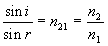 sin i / sin r = n₂₁ = n₂ / n₁